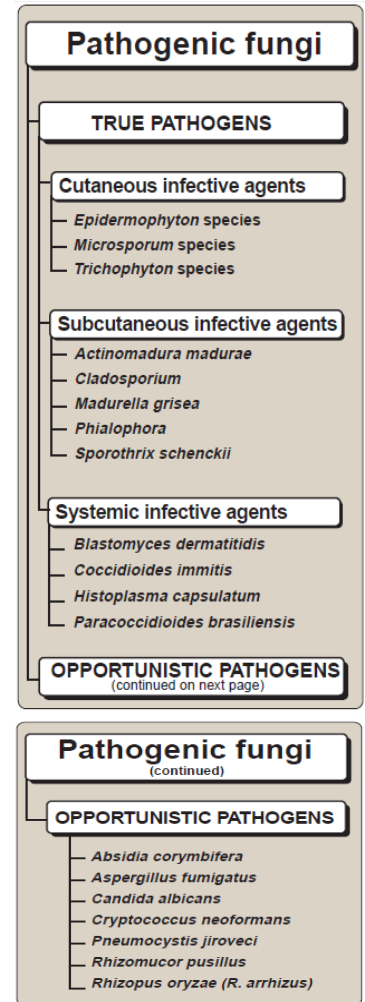 Pathogenic fungi
TRUE PATHOGENS
Cutaneous infective agents
Epidermophyton species
Microsporum species
Trichophyton species
Subcutaneous infective agents
Actinomadura madurae
Cladosporium
Madurella grisea
Phialophora
Sporothrix schenckii
Systemic infective agents
Blastomyces dermatitidis
Coccidioides immitis
Histoplasma capsulatum
Paracoccidioides brasiliensis
OPPORTUNISTIC PATHOGENS
(continued on next page)
Pathogenic fungi
(continued)
OPPORTUNISTIC PATHOGENS
Absidia corymbifera
Aspergillus fumigatus
Candida albicans
Cryptococcus neoformans
Pneumocystis jiroveci
Rhizomucor pusillus
Rhizopus oryzae (R. arrhizus)